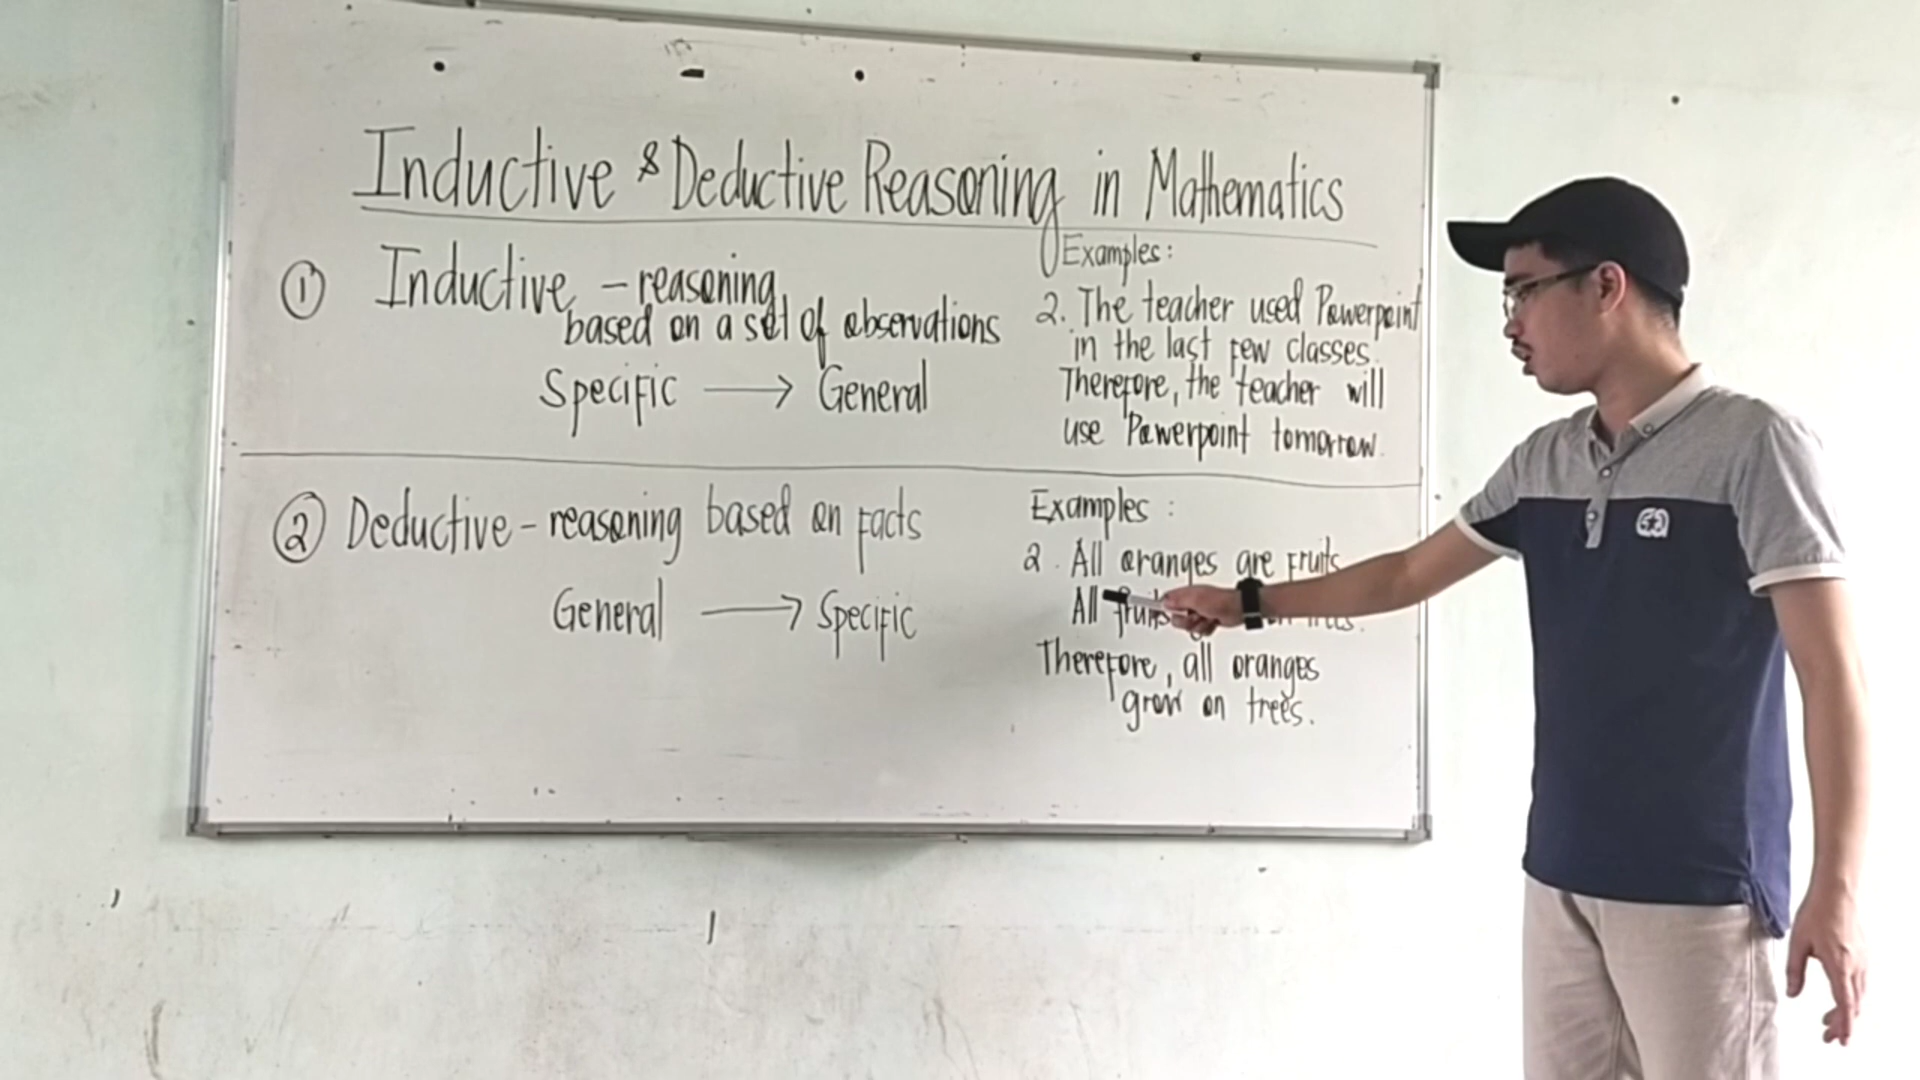 Inductive & Deductive Reasoning in Mathematics
① Inductive – reasoning
based on a set of observations
Specific → General
Examples:
2. The teacher used Powerpoint
in the last few classes.
Therefore, the teacher will
use Powerpoint tomorrow.
② Deductive – reasoning based on facts
General → Specific
Examples:
2. All oranges are fruits
All fruits
Therefore, all oranges
grow on trees.